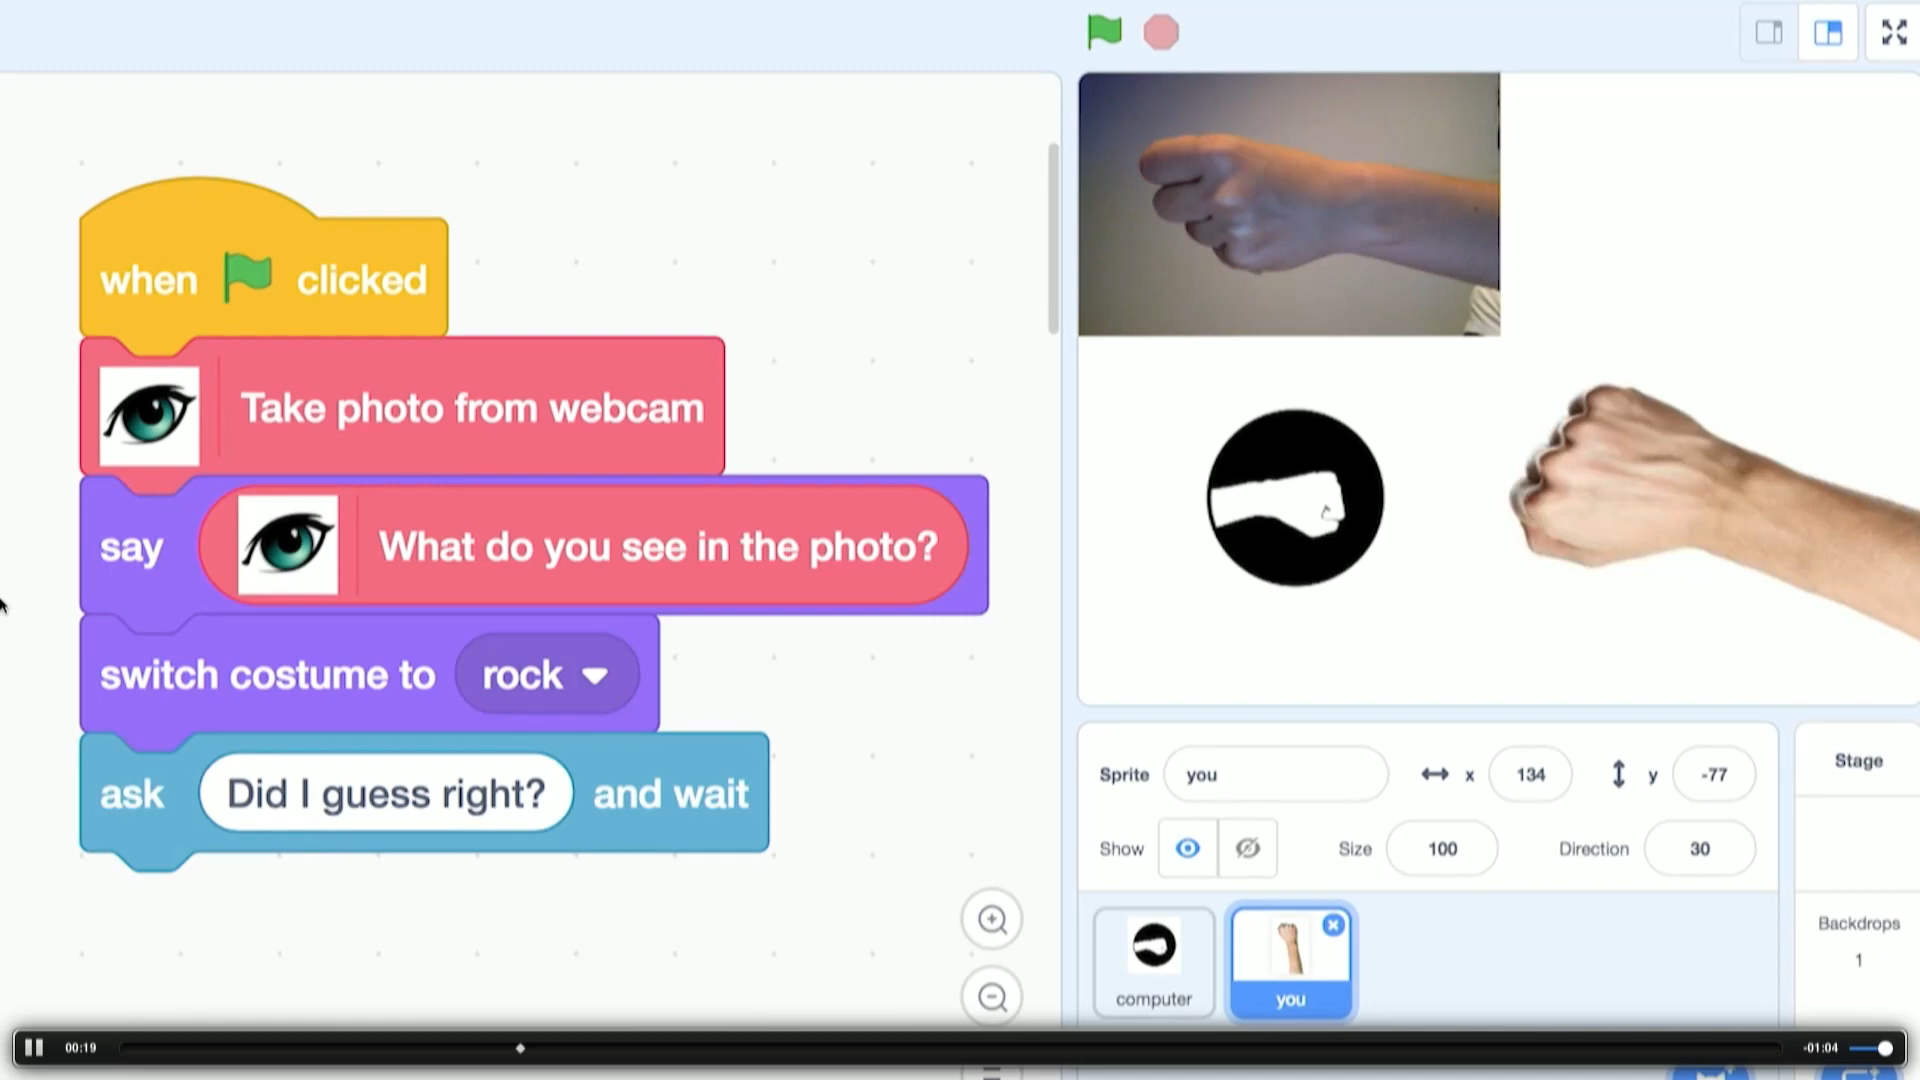 when clicked
Take photo from webcam
say What do you see in the photo?
switch costume to rock
ask Did I guess right? and wait
Sprite you x 134 y -77
Show Size 100 Direction 30
computer
you
Stage
Backdrops
1
00:19
-01:04